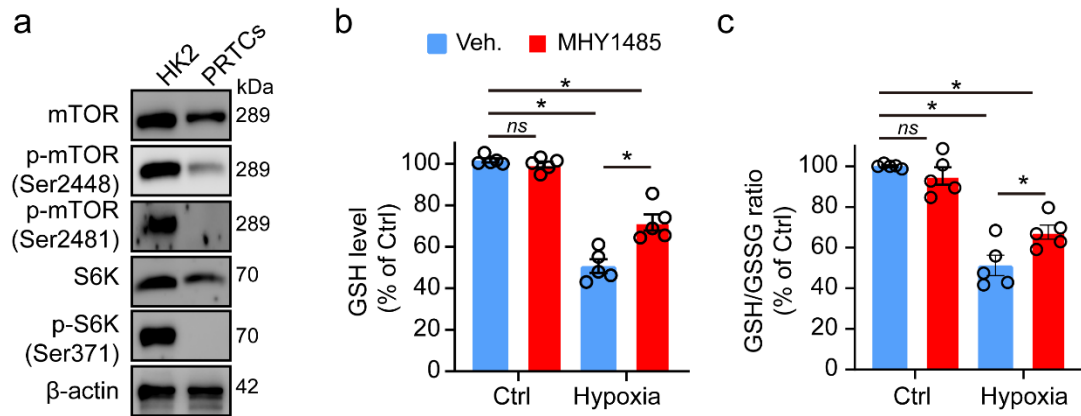 a
HK2 PRTCs
kDa
mTOR 289
p-mTOR
(Ser2448) 289
p-mTOR
(Ser2481) 289
S6K 70
p-S6K
(Ser371) 70
β-actin 42
b
Veh. MHY1485
*
*
ns
*
GSH level
(% of Ctrl)
100
80
60
40
20
0
Ctrl Hypoxia
c
*
*
ns
*
GSH/GSSG ratio
(% of Ctrl)
100
80
60
40
20
0
Ctrl Hypoxia